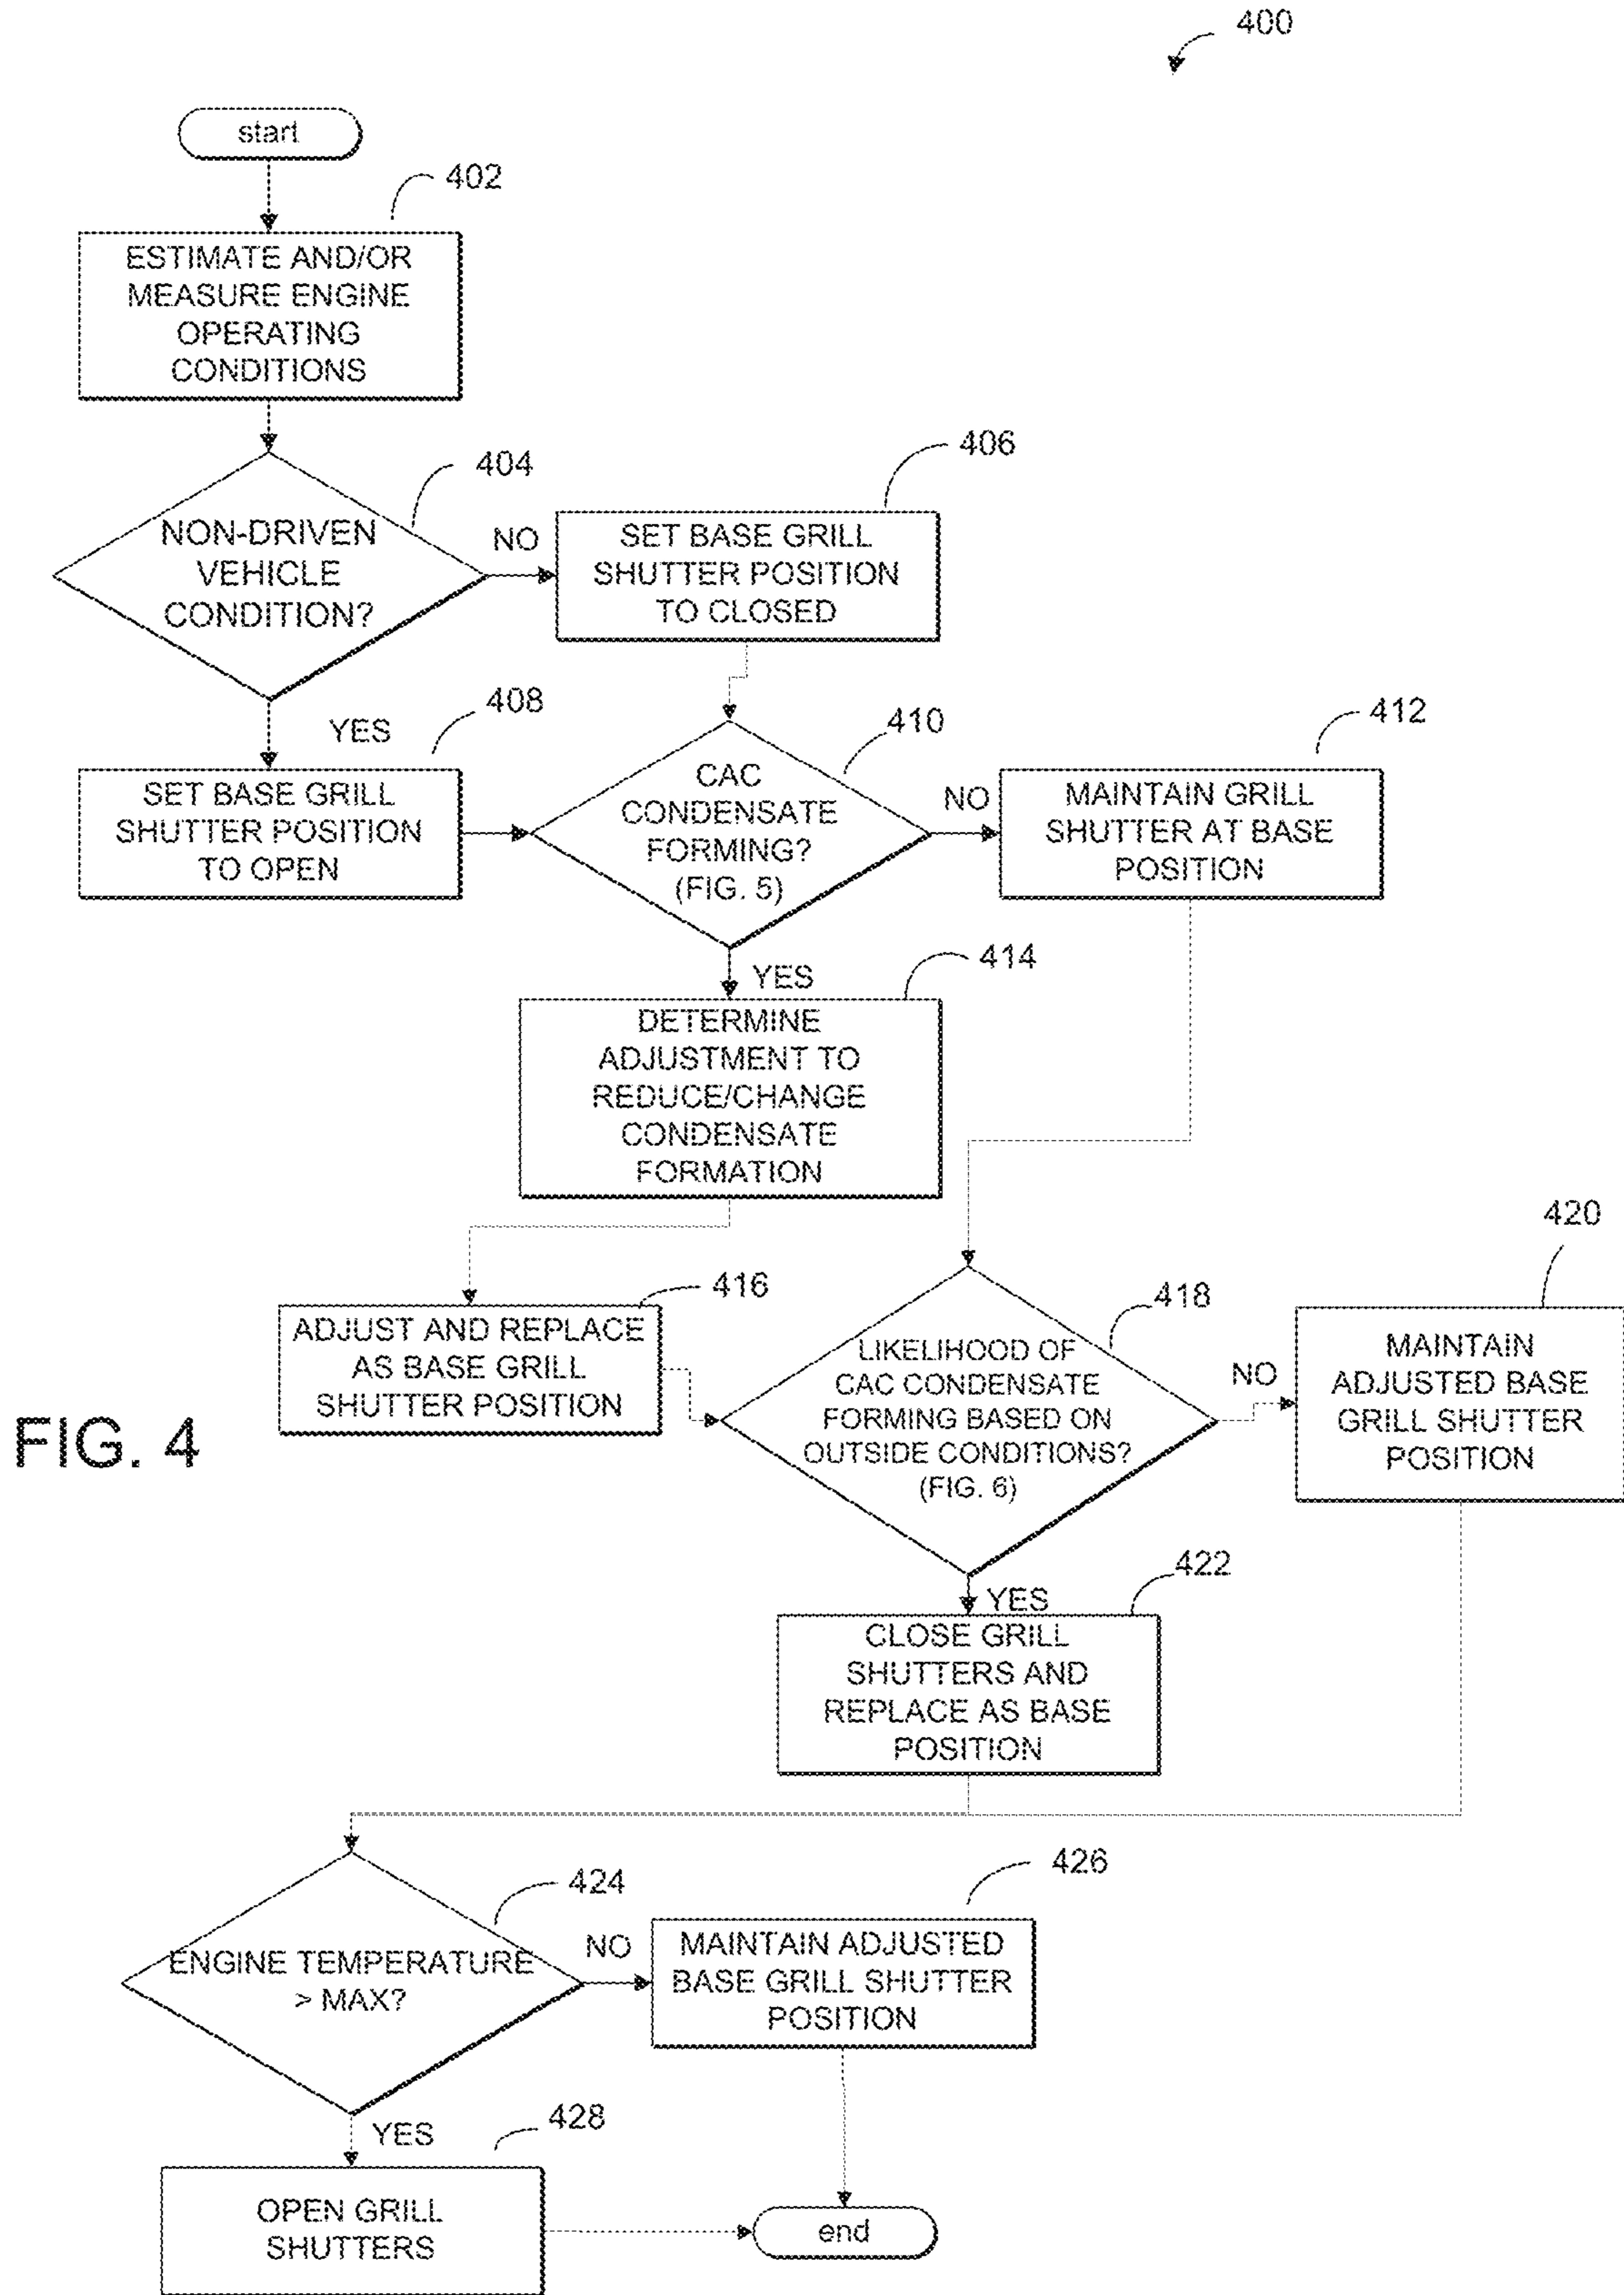 400
start
402
ESTIMATE AND/OR
MEASURE ENGINE
OPERATING
CONDITIONS
404
NON-DRIVEN
VEHICLE
CONDITION?
NO
406
SET BASE GRILL
SHUTTER POSITION
TO CLOSED
YES
408
SET BASE GRILL
SHUTTER POSITION
TO OPEN
410
CAC
CONDENSATE
FORMING?
(FIG. 5)
NO
412
MAINTAIN GRILL
SHUTTER AT BASE
POSITION
YES
414
DETERMINE
ADJUSTMENT TO
REDUCE/CHANGE
CONDENSATE
FORMATION
416
ADJUST AND REPLACE
AS BASE GRILL
SHUTTER POSITION
418
LIKELIHOOD OF
CAC CONDENSATE
FORMING BASED ON
OUTSIDE CONDITIONS?
(FIG. 6)
NO
420
MAINTAIN
ADJUSTED BASE
GRILL SHUTTER
POSITION
FIG. 4
YES
422
CLOSE GRILL
SHUTTERS AND
REPLACE AS BASE
POSITION
424
ENGINE TEMPERATURE
> MAX?
NO
426
MAINTAIN ADJUSTED
BASE GRILL SHUTTER
POSITION
YES
428
OPEN GRILL
SHUTTERS
end